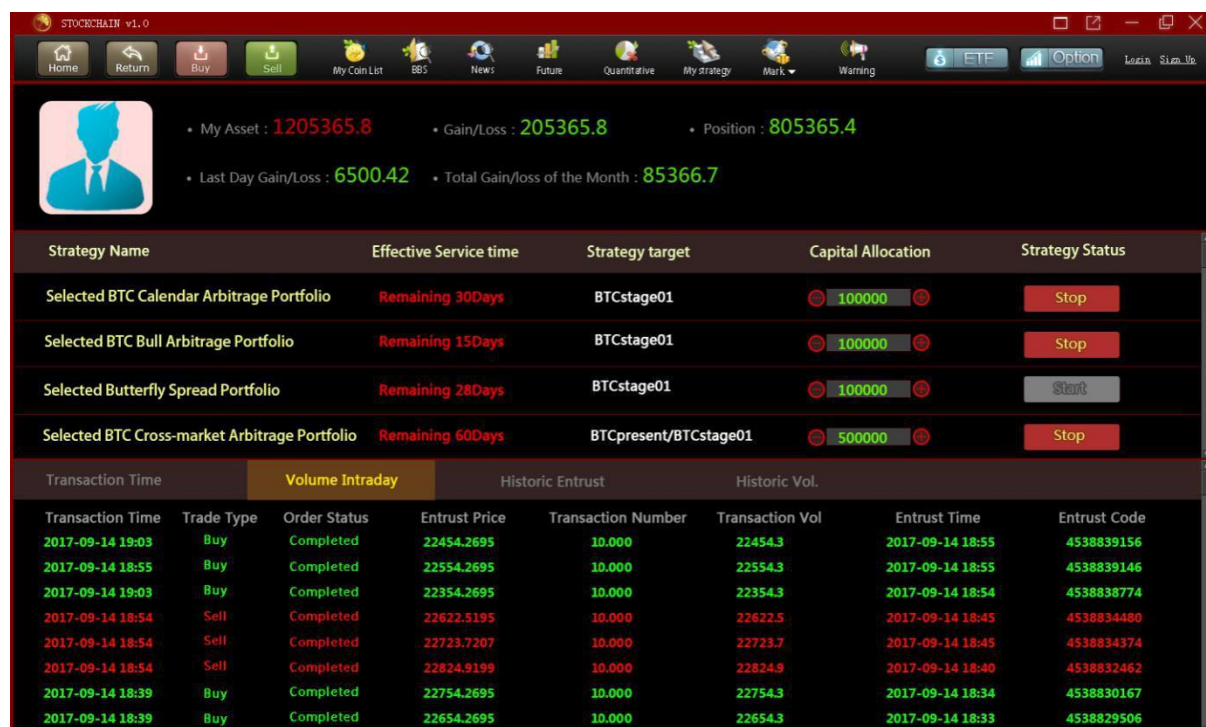 STOCKCHAIN v1.0
Home Return Buy Sell My Coin List BBS News Future Quantitative My strategy Mark Warning ETF Option Login Sign Up
• My Asset : 1205365.8 • Gain/Loss : 205365.8 • Position : 805365.4
• Last Day Gain/Loss : 6500.42 • Total Gain/loss of the Month : 85366.7
Strategy Name Effective Service time Strategy target Capital Allocation Strategy Status
Selected BTC Calendar Arbitrage Portfolio Remaining 30Days BTCstage01 100000 Stop
Selected BTC Bull Arbitrage Portfolio Remaining 15Days BTCstage01 100000 Stop
Selected Butterfly Spread Portfolio Remaining 28Days BTCstage01 100000 Start
Selected BTC Cross-market Arbitrage Portfolio Remaining 60Days BTCpresent/BTCstage01 500000 Stop
Transaction Time Volume Intraday Historic Entrust Historic Vol.
Transaction Time Trade Type Order Status Entrust Price Transaction Number Transaction Vol Entrust Time Entrust Code
2017-09-14 19:03 Buy Completed 22454.2695 10.000 22454.3 2017-09-14 18:55 4538839156
2017-09-14 18:55 Buy Completed 22554.2695 10.000 22554.3 2017-09-14 18:55 4538839146
2017-09-14 19:03 Buy Completed 22354.2695 10.000 22354.3 2017-09-14 18:54 4538838774
2017-09-14 18:54 Sell Completed 22622.5195 10.000 22622.5 2017-09-14 18:45 4538834480
2017-09-14 18:54 Sell Completed 22723.7207 10.000 22723.7 2017-09-14 18:45 4538834374
2017-09-14 18:54 Sell Completed 22824.9199 10.000 22824.9 2017-09-14 18:40 4538832462
2017-09-14 18:39 Buy Completed 22754.2695 10.000 22754.3 2017-09-14 18:34 4538830167
2017-09-14 18:39 Buy Completed 22654.2695 10.000 22654.3 2017-09-14 18:33 4538829506